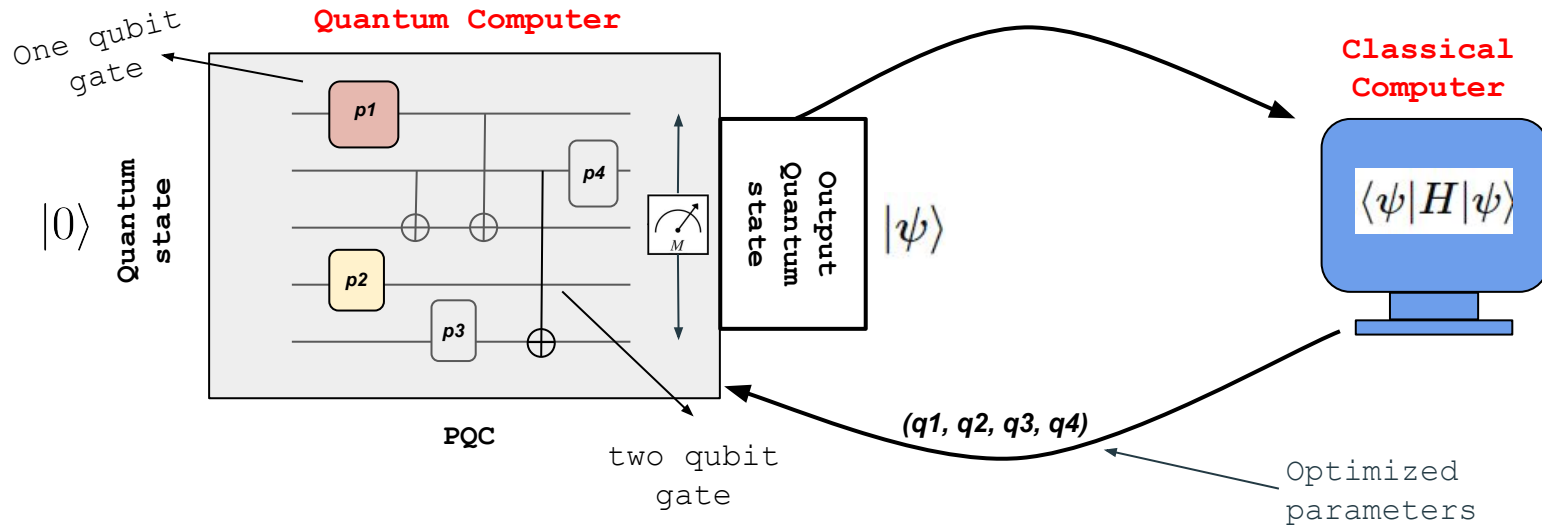 Quantum Computer
One qubit
gate
Classical
Computer
p1
p4
|0⟩
Quantum
state
M
Output
Quantum
state
|ψ⟩
⟨ψ|H|ψ⟩
p2
p3
PQC
(q1, q2, q3, q4)
two qubit
gate
Optimized
parameters